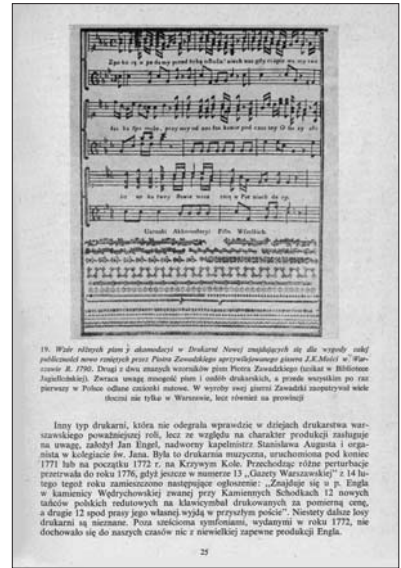 19. Wzór różnych pism y akomodacyi w Drukarni Nowej znajdujących się dla wygody całej
publiczności nowo rżniętych przez Piotra Zawadzkiego uprzywilejowanego gisera J.K.Mości w War-
szawie R. 1790. Drugi z dwu znanych wzorników pism Piotra Zawadzkiego (unikat w Bibliotece
Jagiellońskiej). Zwraca uwagę mnogość pism i ozdób drukarskich, a przede wszystkim po raz
pierwszy w Polsce odlane czcionki nutowe. W wyroby swej giserni Zawadzki zaopatrywał wiele
tłoczni nie tylko w Warszawie, lecz również na prowincji
Inny typ drukarni, która nie odegrała wprawdzie w dziejach drukarstwa war-
szawskiego poważniejszej roli, lecz ze względu na charakter produkcji zasługuje
na uwagę, założył Jan Engel, nadworny kapelmistrz Stanisława Augusta i orga-
nista w kolegiacie św. Jana. Była to drukarnia muzyczna, uruchomiona pod koniec
1771 lub na początku 1772 r. na Krzywym Kole. Przechodząc różne perturbacje
przetrwała do roku 1776, gdyż jeszcze w numerze 13 „Gazety Warszawskiej” z 14 lu-
tego tegoż roku zamieszczono następujące ogłoszenie: „Znajduje się u p. Engla
w kamienicy Wędrychowskiej zwanej przy Kamiennych Schodkach 12 nowych
tańców polskich redutowych na klawicymbał drukowanych za pomierną cenę,
a drugie 12 spod prasy jego własnej wyjdą w przyszłym poście”. Niestety dalsze losy
drukarni są nieznane. Poza sześcioma symfoniami, wydanymi w roku 1772, nie
dochowało się do naszych czasów nic z niewielkiej zapewne produkcji Engla.
25